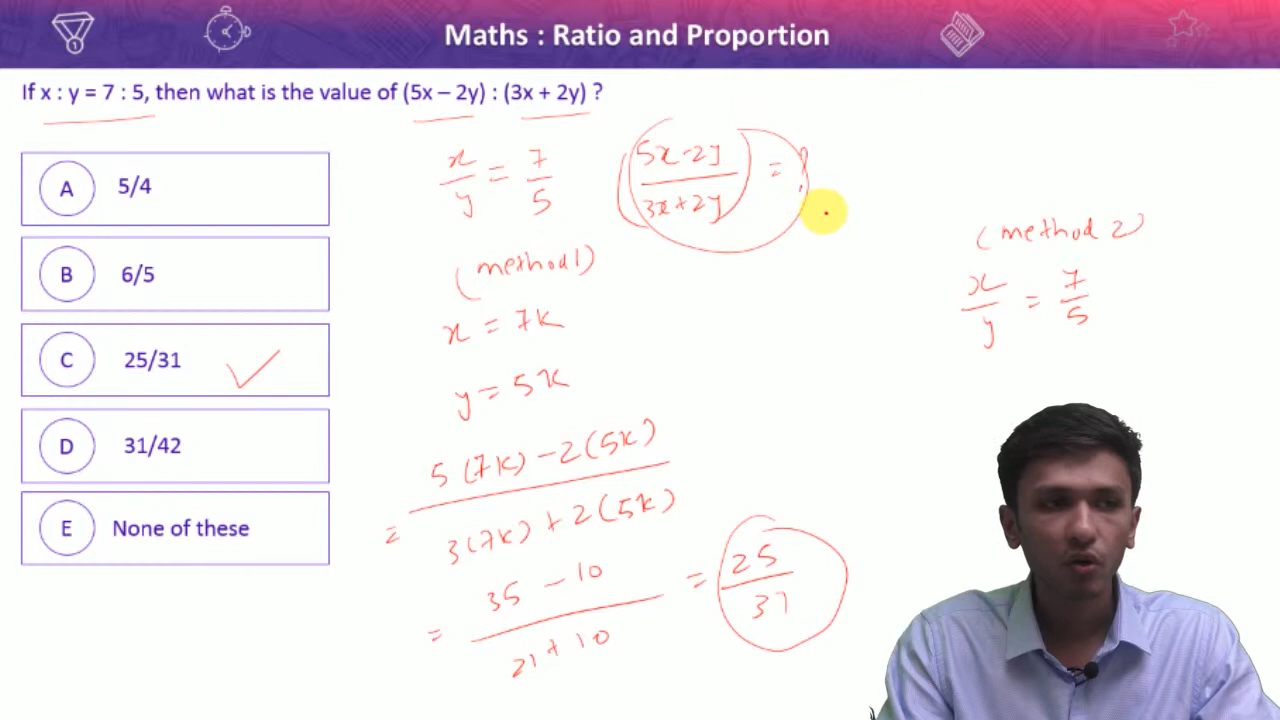 Maths : Ratio and Proportion
If x : y = 7 : 5, then what is the value of (5x – 2y) : (3x + 2y) ?
A 5/4
B 6/5
C 25/31
D 31/42
E None of these
x/y = 7/5
(5x-2y/3x+2y) = ?
(method 1)
x = 7k
y = 5k
= 5(7k) - 2(5k) / 3(7k) + 2(5k)
= 35 - 10 / 21 + 10 = 25/31
(method 2)
x/y = 7/5